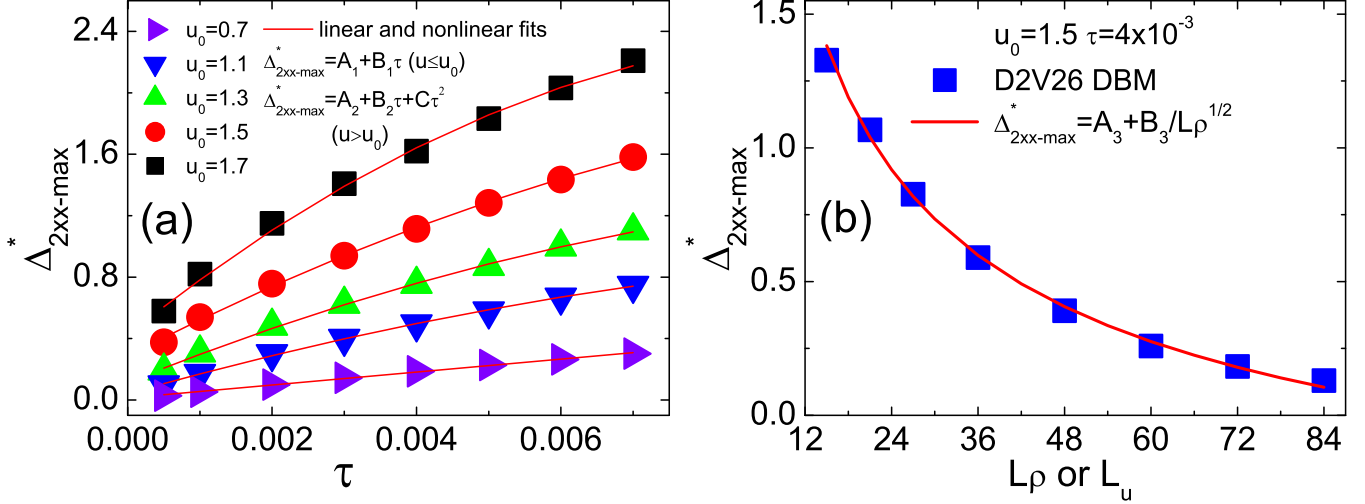 2.4
1.6
0.8
0.0
Δ*2xx-max
(a)
u0=0.7
u0=1.1
u0=1.3
u0=1.5
u0=1.7
linear and nonlinear fits
Δ*2xx-max=A1+B1τ (u≤u0)
Δ*2xx-max=A2+B2τ+Cτ²
(u>u0)
0.000 0.002 0.004 0.006
τ
1.5
1.0
0.5
0.0
Δ*2xx-max
(b)
u0=1.5 τ=4x10⁻³
D2V26 DBM
Δ*2xx-max=A3+B3/Lρ^1/2
12 24 36 48 60 72 84
Lρ or Lu